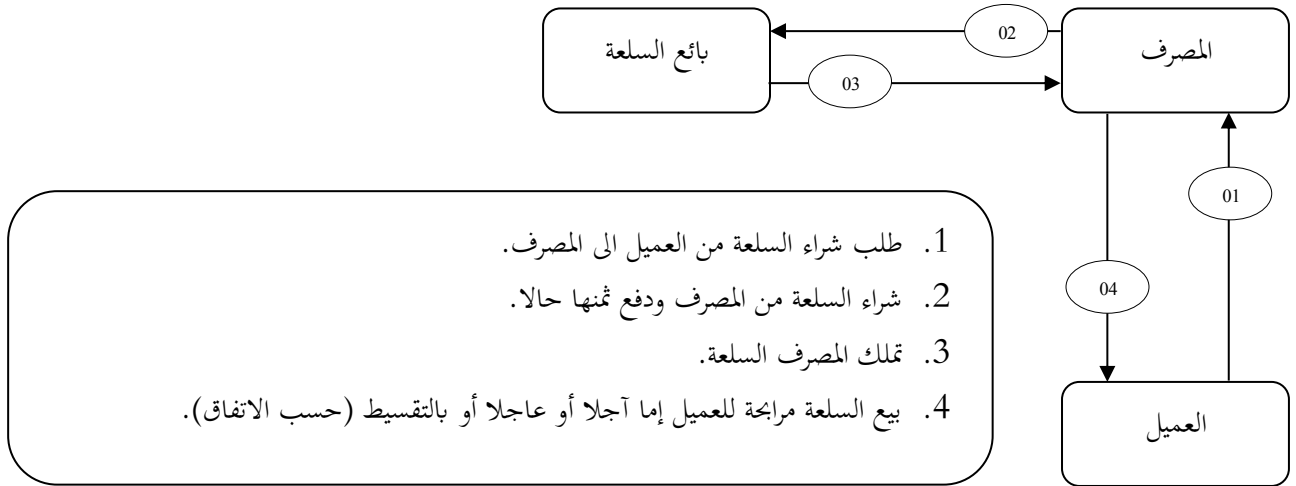 المصرف
02
بائع السلعة
03
01
04
1. طلب شراء السلعة من العميل الى المصرف.
2. شراء السلعة من المصرف ودفع ثمنها حالا.
3. تملك المصرف السلعة.
4. بيع السلعة مرابحة للعميل إما آجلا أو عاجلا أو بالتقسيط (حسب الاتفاق).
العميل